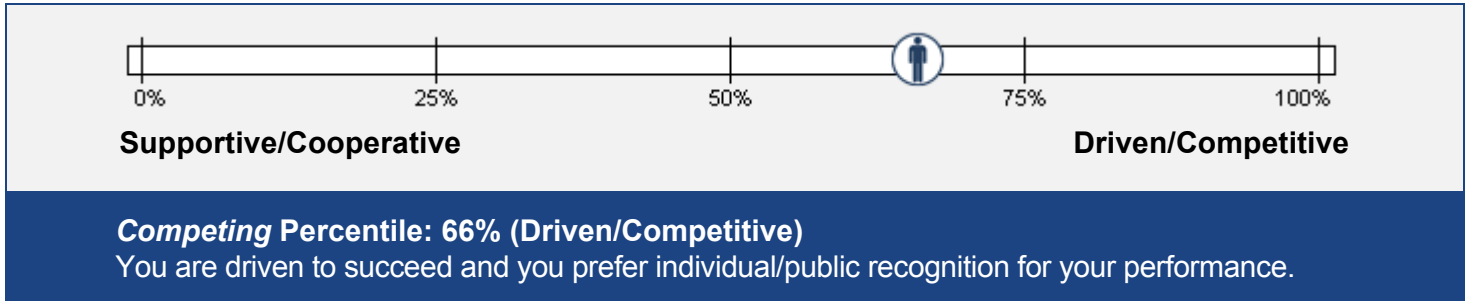 0% 25% 50% 75% 100%
Supportive/Cooperative Driven/Competitive
Competing Percentile: 66% (Driven/Competitive)
You are driven to succeed and you prefer individual/public recognition for your performance.